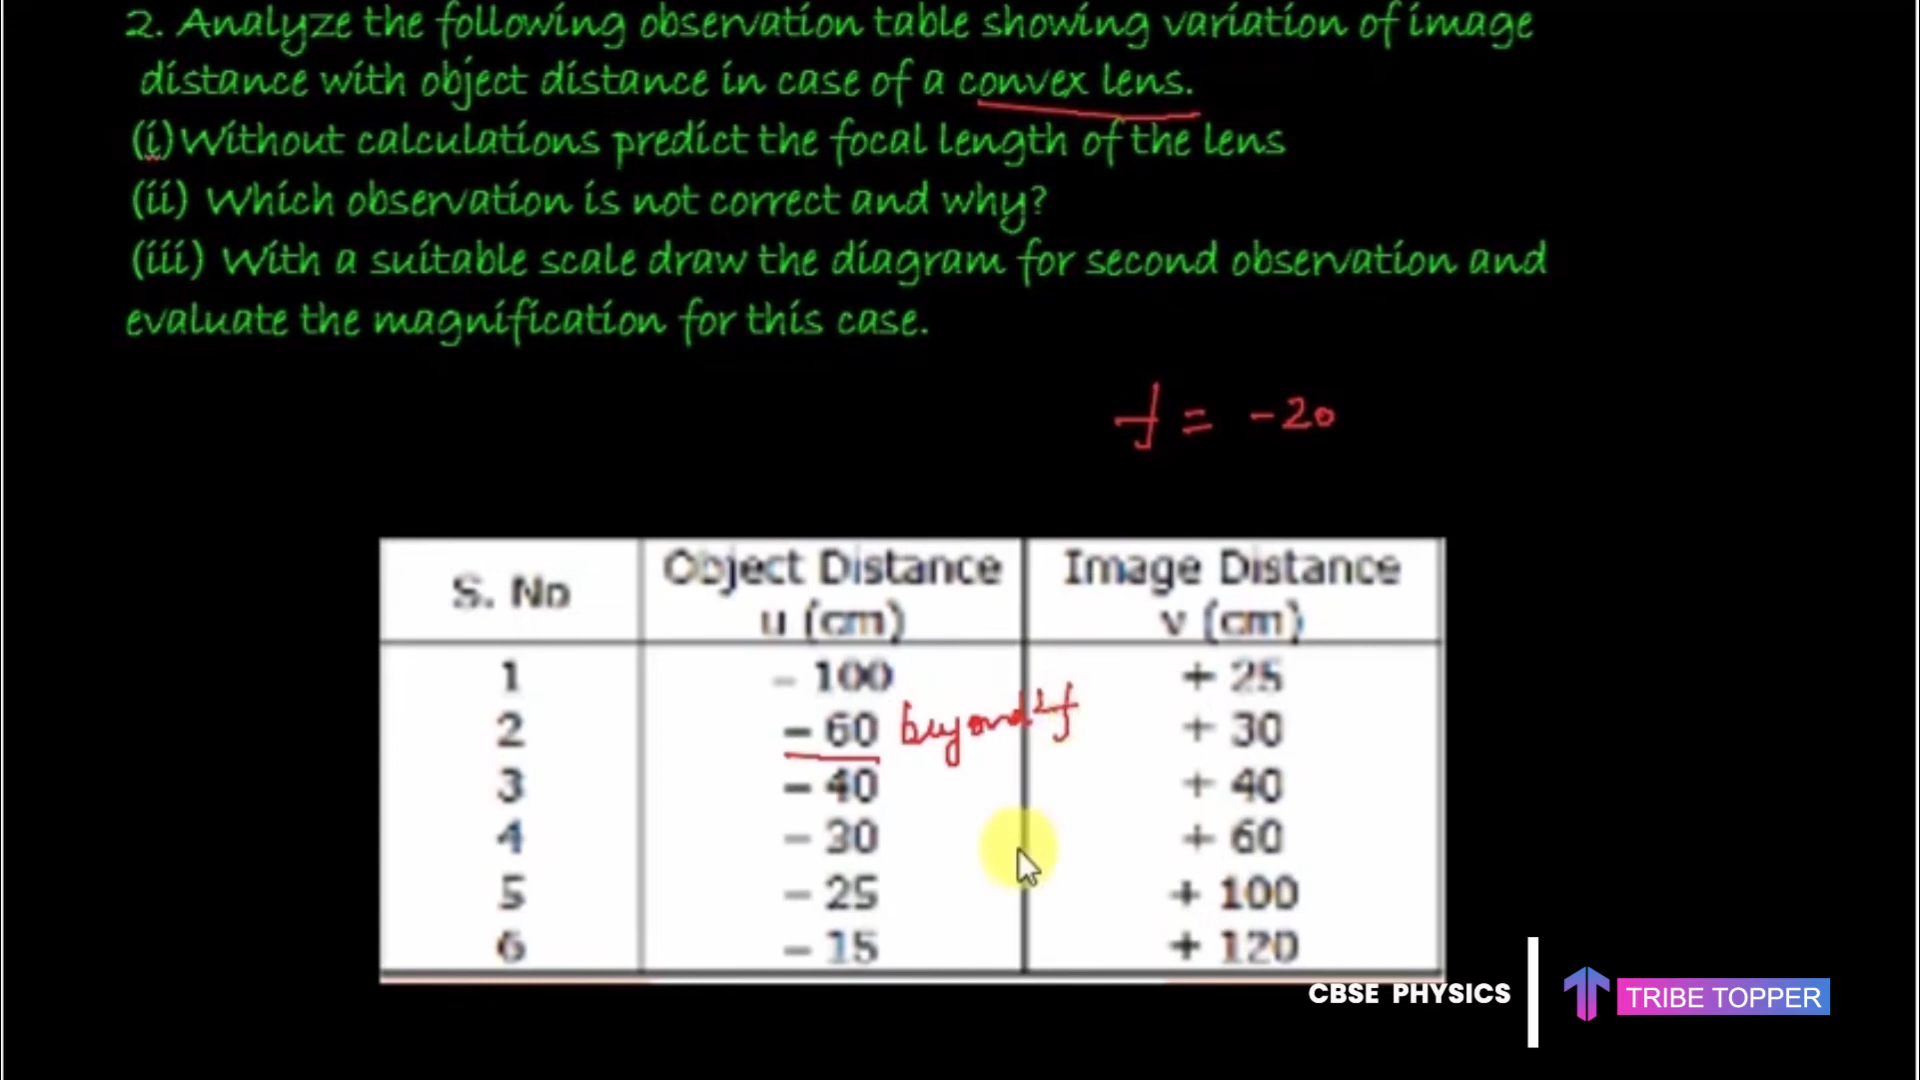 2. Analyze the following observation table showing variation of image
distance with object distance in case of a convex lens.
(i)Without calculations predict the focal length of the lens
(ii) Which observation is not correct and why?
(iii) With a suitable scale draw the diagram for second observation and
evaluate the magnification for this case.
f = -20
S. No Object Distance u (cm) Image Distance v (cm)
1 - 100 + 25
2 - 60 beyond 2f + 30
3 - 40 + 40
4 - 30 + 60
5 - 25 + 100
6 - 15 + 120
CBSE PHYSICS
TRIBE TOPPER